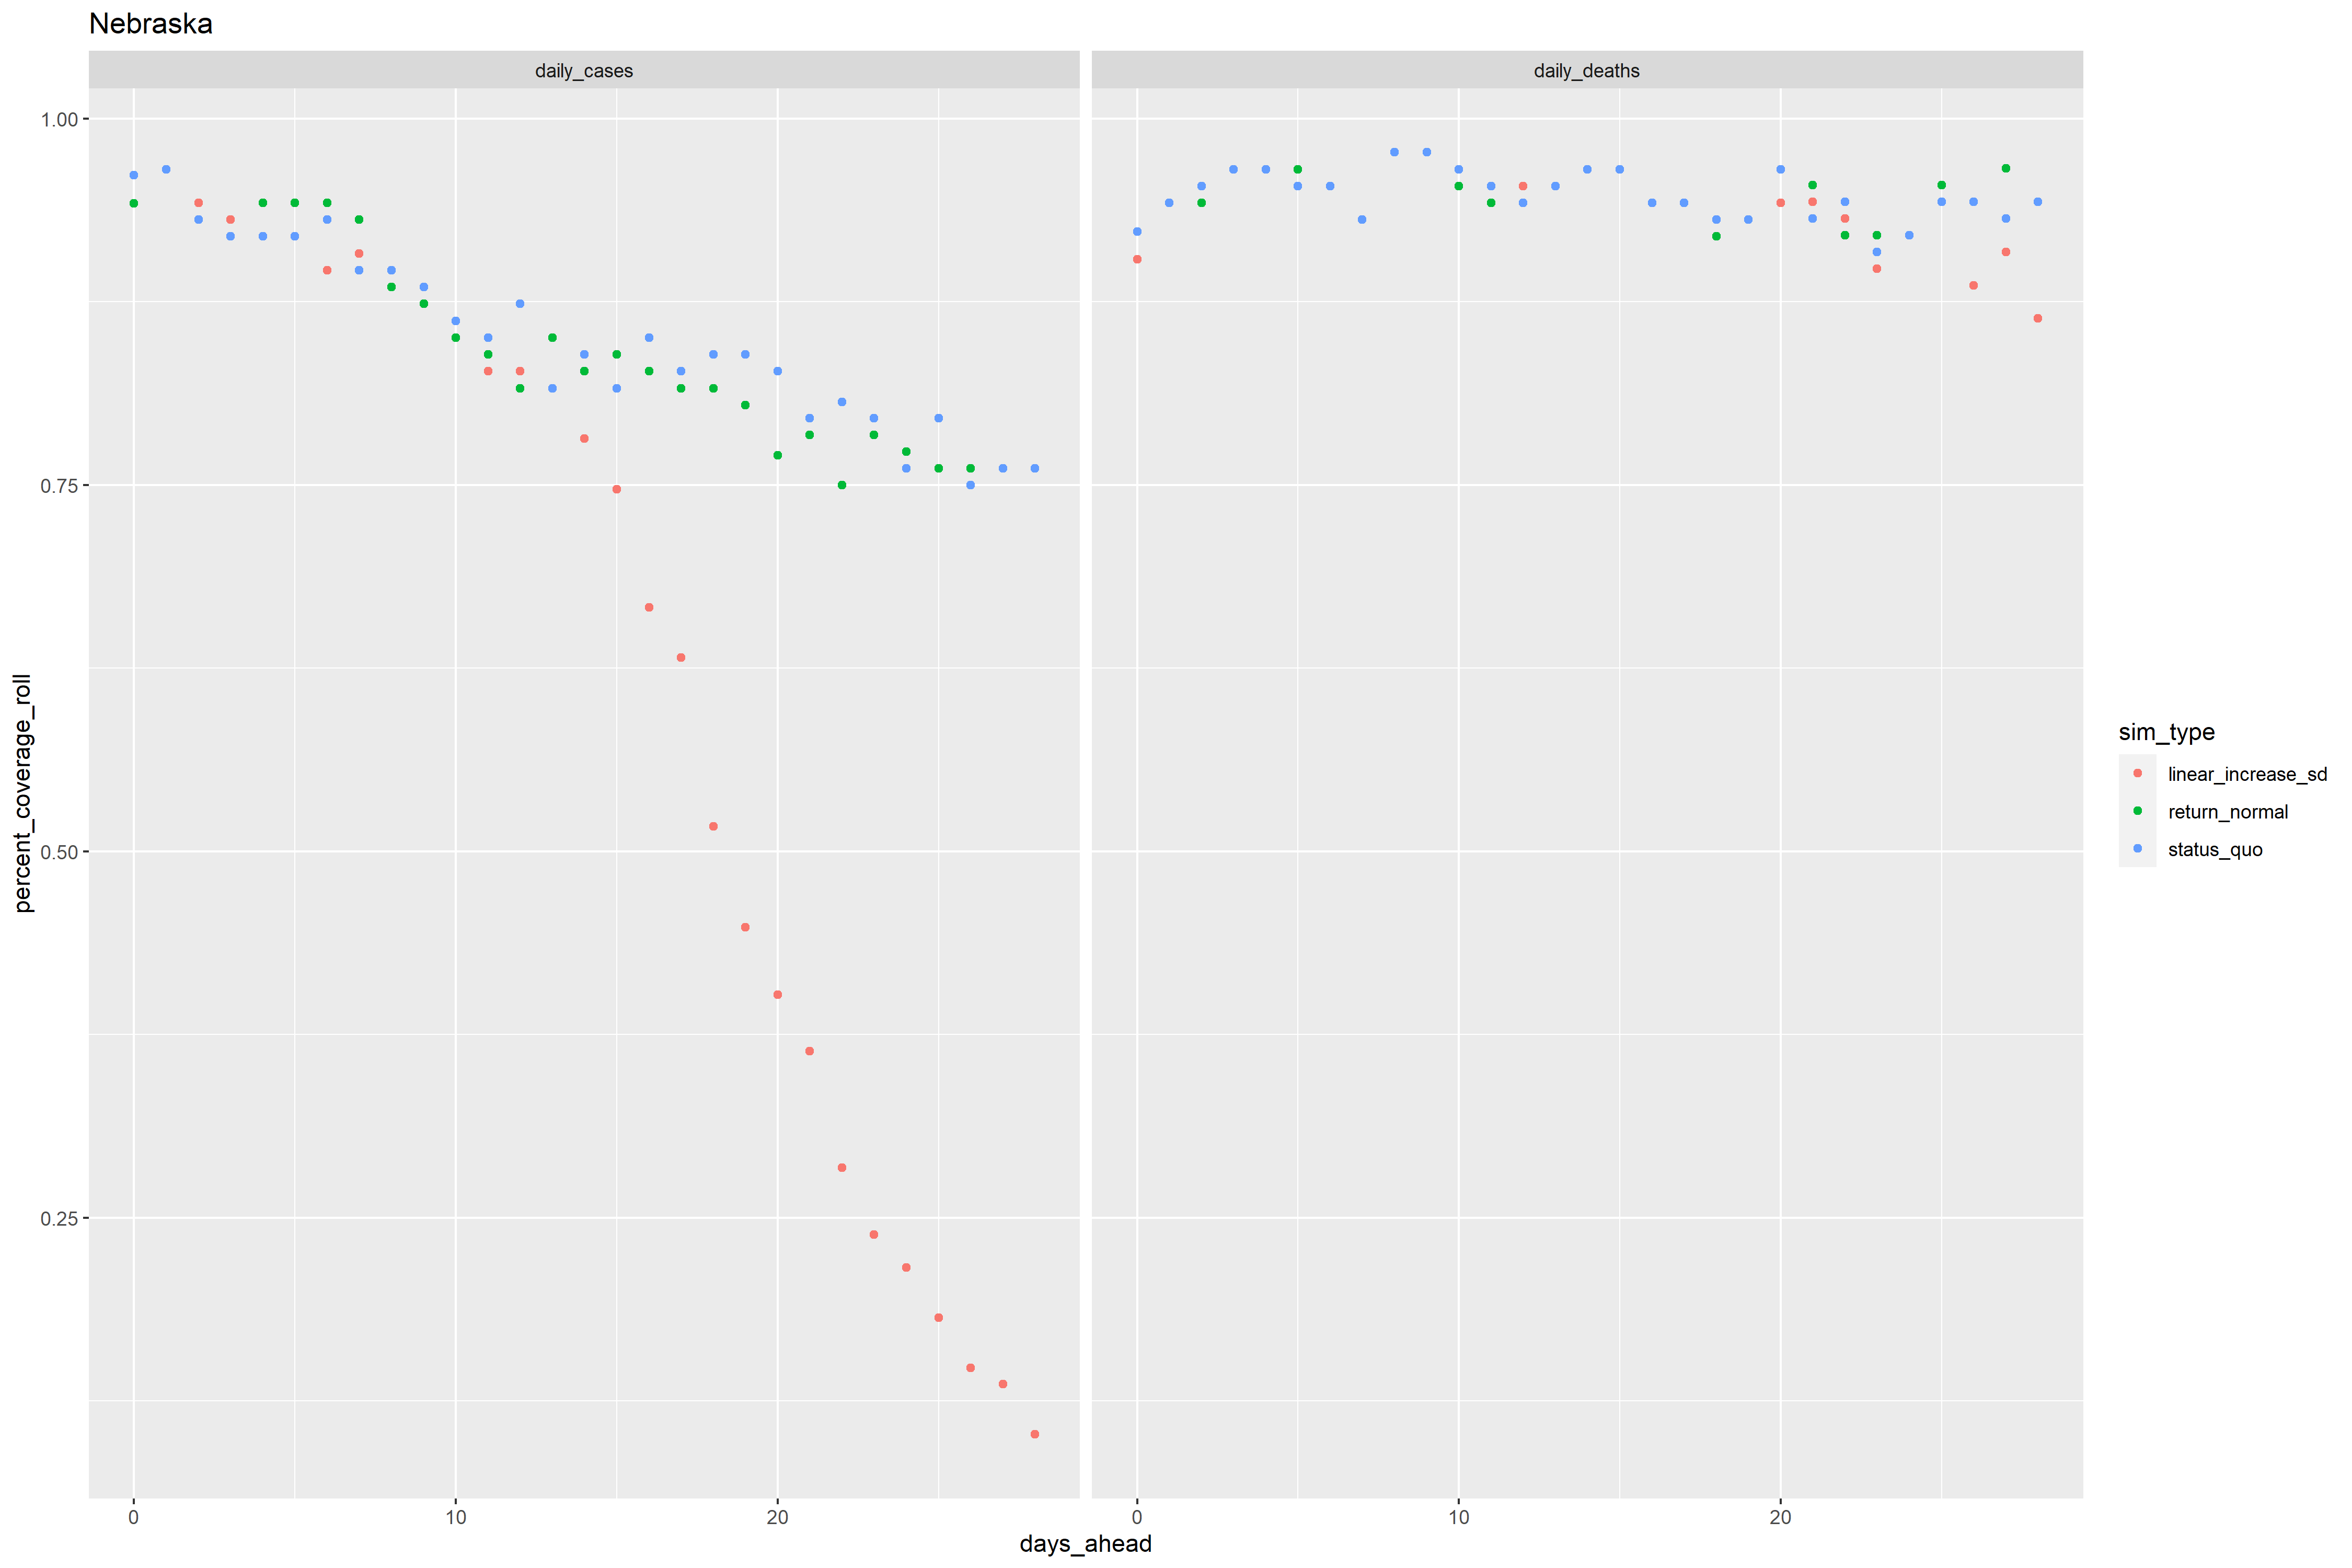 Nebraska
daily_cases
daily_deaths
1.00
0.75
0.50
0.25
percent_coverage_roll
0 10 20
0 10 20
days_ahead
sim_type
linear_increase_sd
return_normal
status_quo